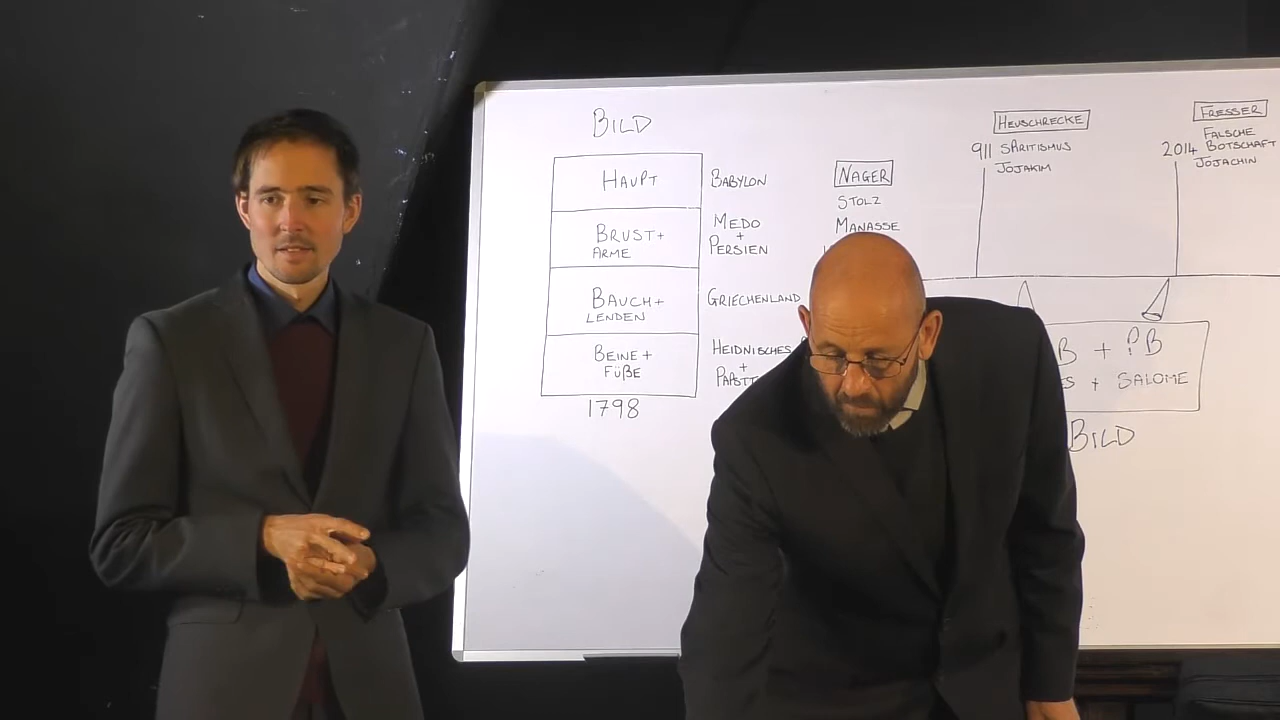 BILD
HAUPT
BABYLON
BRUST +
ARME
MEDO
+
PERSIEN
BAUCH +
LENDEN
GRIECHENLAND
BEINE +
FÜßE
HEIDNISCHES
+
1798
NAGER
STOLZ
MANASSE
HEUSCHRECKE
911 SPIRITISMUS
JOJAKIM
FRESSER
FALSCHE
2014 BOTSCHAFT
JOJACHIN
B + PB
+ SALOME
BILD